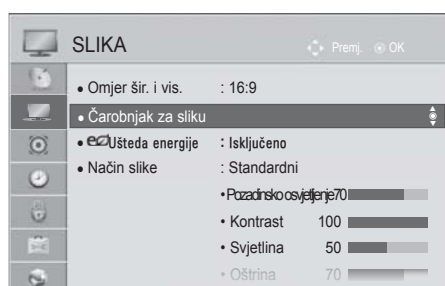 SLIKA Premj. OK
• Omjer šir. i vis. : 16:9
• Čarobnjak za sliku
• eco Ušteda energije : Isključeno
• Način slike : Standardni
• Pozadinsko osvjetljenje 70
• Kontrast 100
• Svjetlina 50
• Oštrina 70